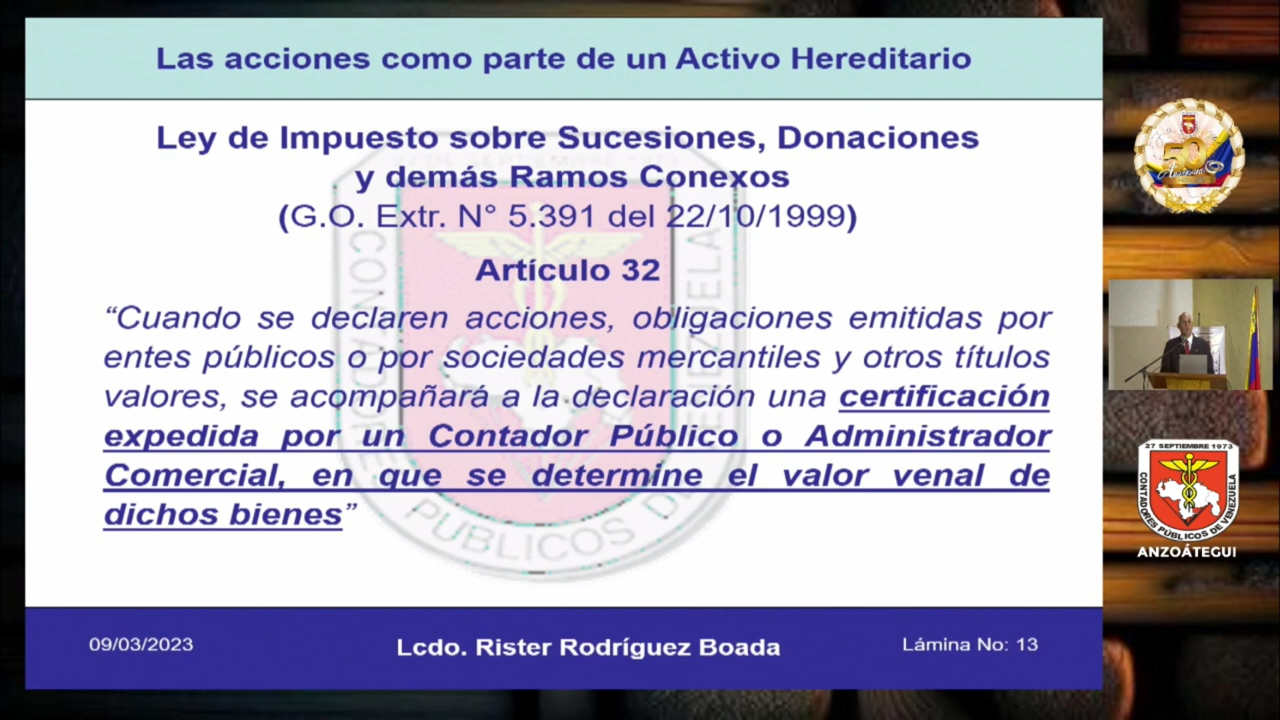 Las acciones como parte de un Activo Hereditario
Ley de Impuesto sobre Sucesiones, Donaciones
y demás Ramos Conexos
(G.O. Extr. N° 5.391 del 22/10/1999)
Artículo 32
“Cuando se declaren acciones, obligaciones emitidas por
entes públicos o por sociedades mercantiles y otros títulos
valores, se acompañará a la declaración una certificación
expedida por un Contador Público o Administrador
Comercial, en que se determine el valor venal de
dichos bienes”
09/03/2023
Lcdo. Rister Rodríguez Boada
Lámina No: 13
50
27 SEPTIEMBRE 1973
CONTADORES PÚBLICOS DE VENEZUELA
ANZOÁTEGUI